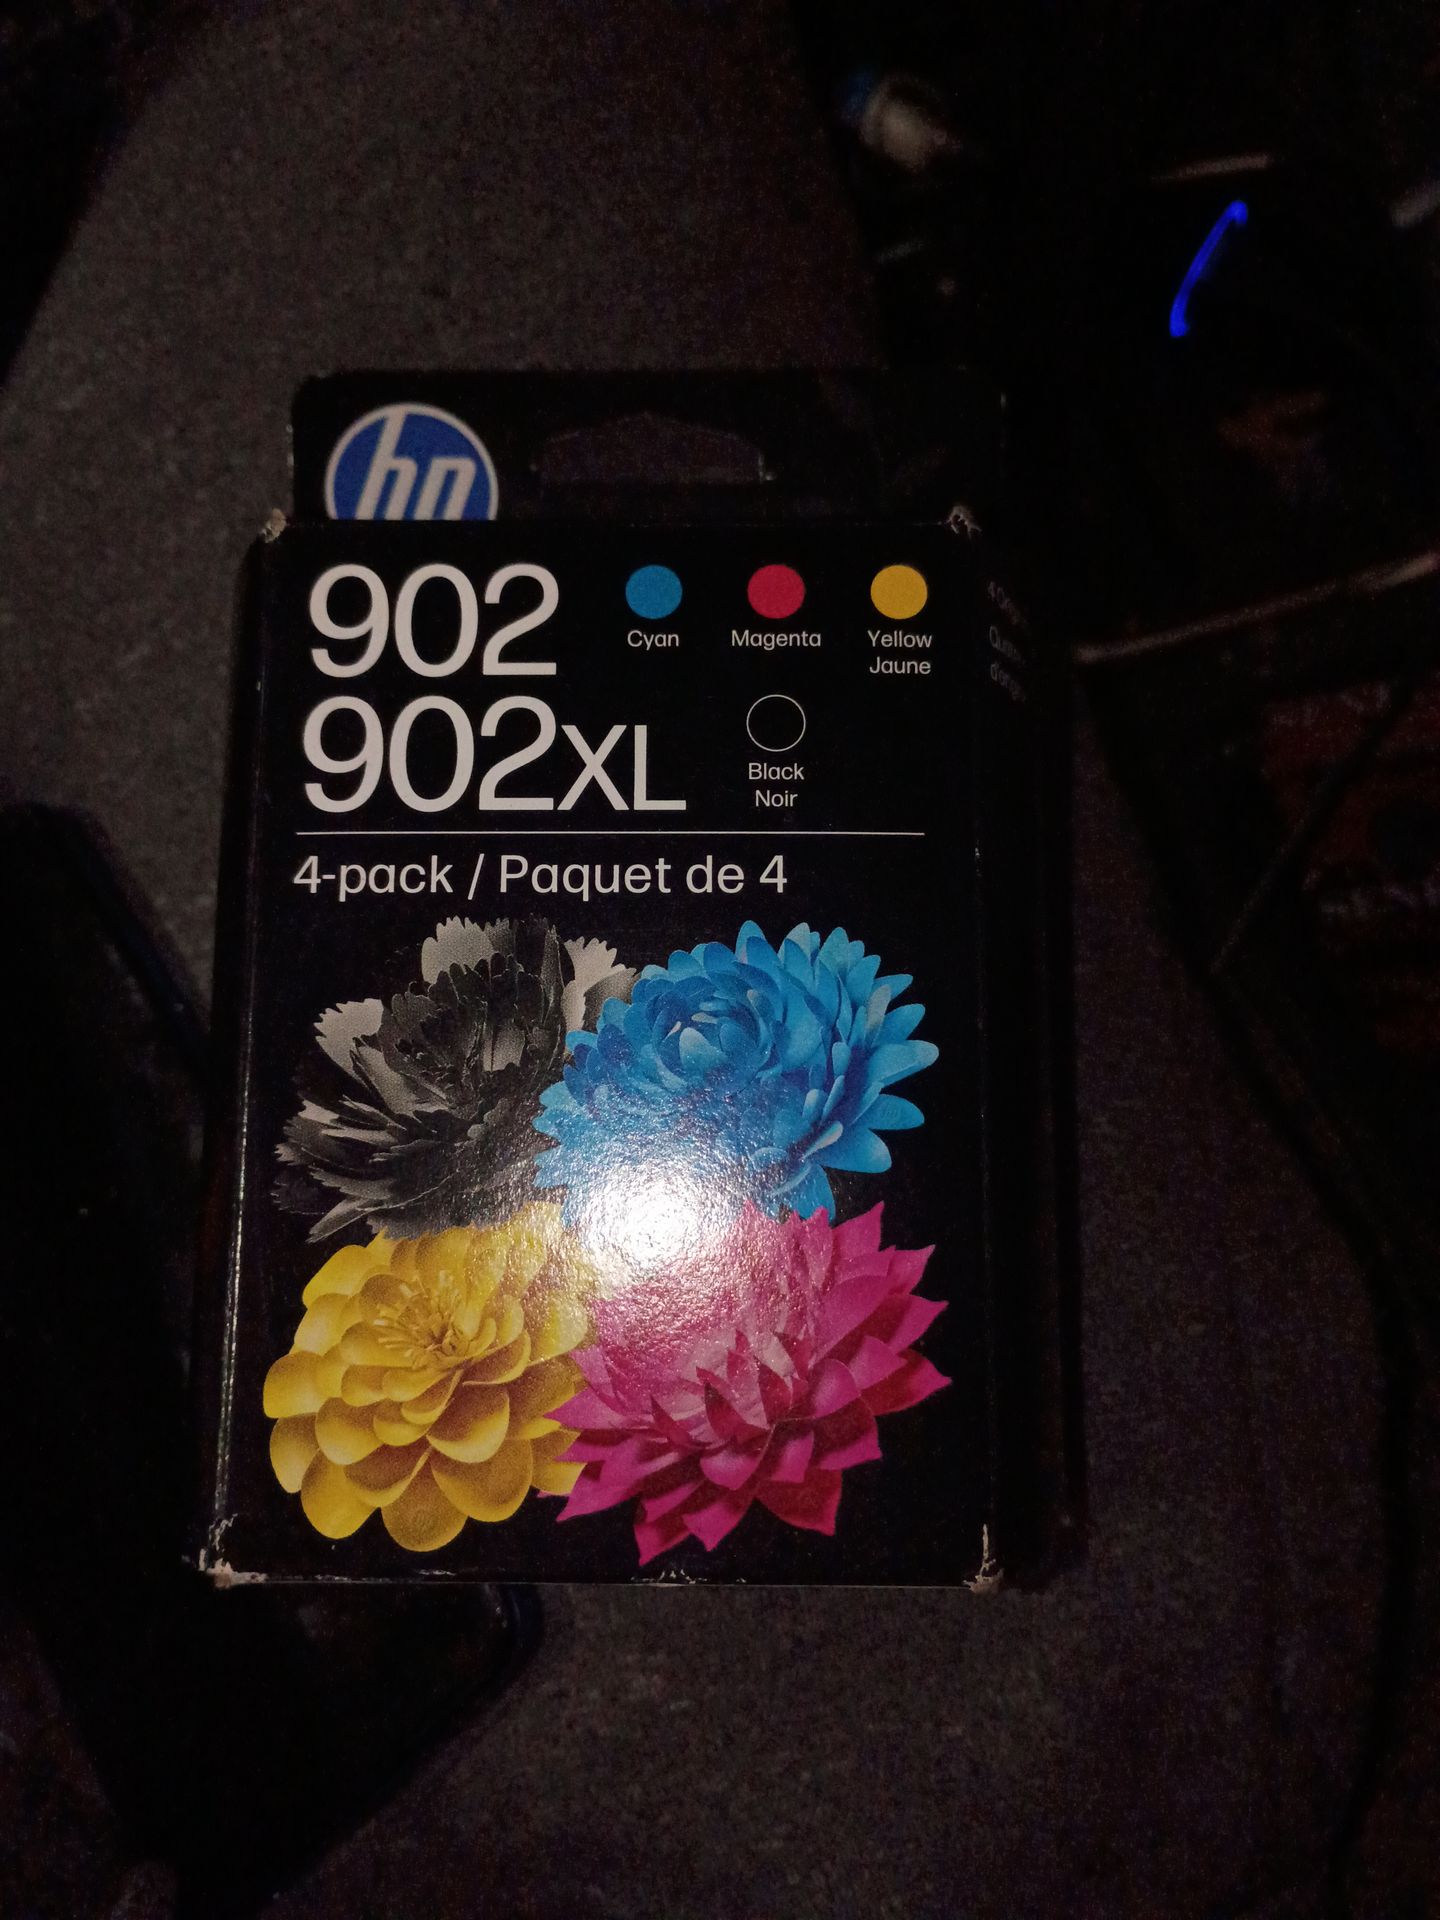 hp
902
Cyan
Magenta
Yellow
Jaune
902XL
Black
Noir
4-pack / Paquet de 4